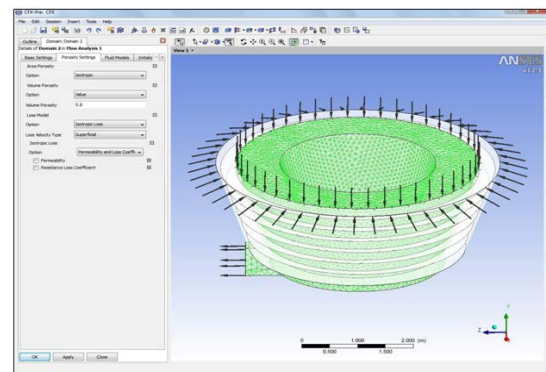 CFX-Pre: CFX
File Edit Session Insert Tools Help
Outline Domain: Domain 2
Details of Domain 2 in Flow Analysis 1
Basic Settings Porosity Settings Fluid Models Initialis
Area Porosity
Option Isotropic
Volume Porosity
Option Value
Volume Porosity 0.8
Loss Model
Option Isotropic Loss
Loss Velocity Type Superficial
Isotropic Loss
Option Permeability and Loss Coeffi
Permeability
Resistance Loss Coefficient
OK Apply Close
View 1
ANSYS
v12.1
0 1.000 2.000 (m)
0.500 1.500
Y
Z